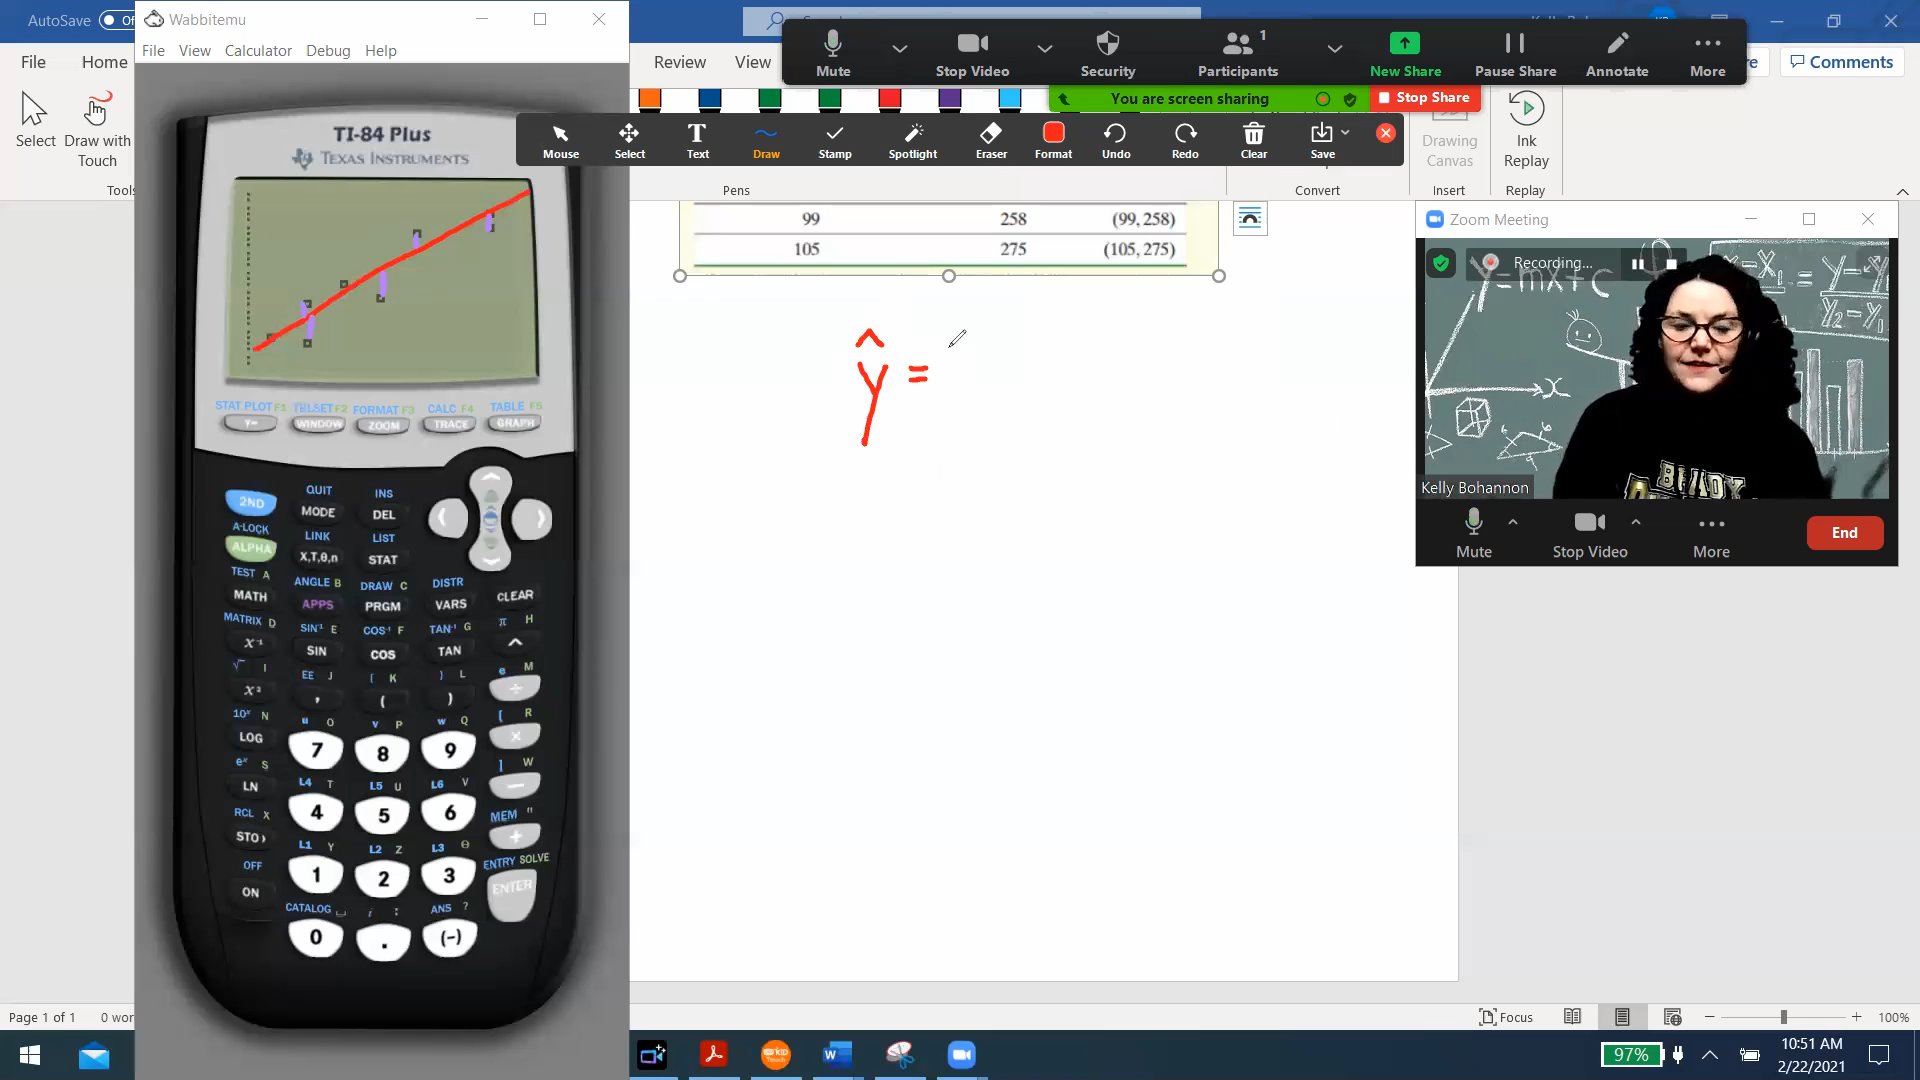 AutoSave Of
Wabbitemu
File View Calculator Debug Help
File Home
Review View
Comments
Select
Draw with
Touch
Tools
Mute Stop Video Security Participants 1 New Share Pause Share Annotate More
You are screen sharing Stop Share
Mouse Select Text Draw Stamp Spotlight Eraser Format Undo Redo Clear Save
Drawing
Canvas
Ink
Replay
Pens Convert Insert Replay
99 258 (99, 258)
105 275 (105, 275)
ŷ =
TI-84 Plus
TEXAS INSTRUMENTS
STAT PLOT F1 TBLSET F2 FORMAT F3 CALC F4 TABLE F5
Y= WINDOW ZOOM TRACE GRAPH
QUIT INS
2ND MODE DEL
A-LOCK LINK LIST
ALPHA X,T,θ,n STAT
TEST A ANGLE B DRAW C DISTR
MATH APPS PRGM VARS CLEAR
MATRIX D SIN⁻¹ E COS⁻¹ F TAN⁻¹ G π H
X⁻¹ SIN COS TAN ^
√ I EE J { K } L e M
X² , ( ) ÷
10ˣ N u O v P w Q [ R
LOG 7 8 9 ×
eˣ S L4 T L5 U L6 V ] W
LN 4 5 6 −
RCL X L1 Y L2 Z L3 θ MEM "
STO› 1 2 3 +
OFF CATALOG i : ANS ? ENTRY SOLVE
ON 0 . (-) ENTER
Zoom Meeting
Recording...
Y=mx+c
X-X₁ = Y-Y₁
Y₂-Y₁
x
Kelly Bohannon
Mute Stop Video More End
Page 1 of 1 0 wor
Focus 100%
97% 10:51 AM
2/22/2021